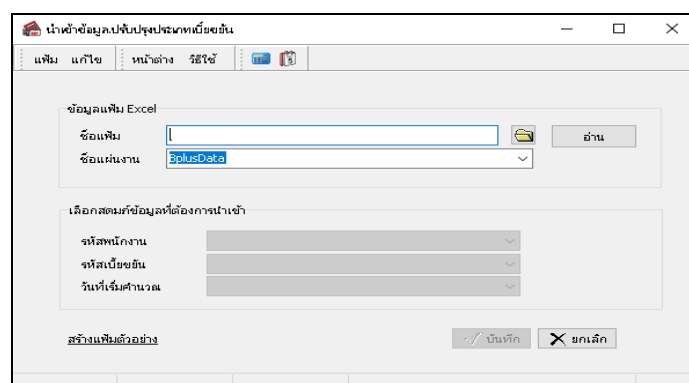 นำเข้าข้อมูล.ปรับปรุงประเภทเบี้ยขยัน
แฟ้ม แก้ไข หน้าต่าง วิธีใช้
ข้อมูลแฟ้ม Excel
ชื่อแฟ้ม อ่าน
ชื่อแผ่นงาน BplusData
เลือกสดมภ์ข้อมูลที่ต้องการนำเข้า
รหัสพนักงาน
รหัสเบี้ยขยัน
วันที่เริ่มคำนวณ
สร้างแฟ้มตัวอย่าง บันทึก ยกเลิก